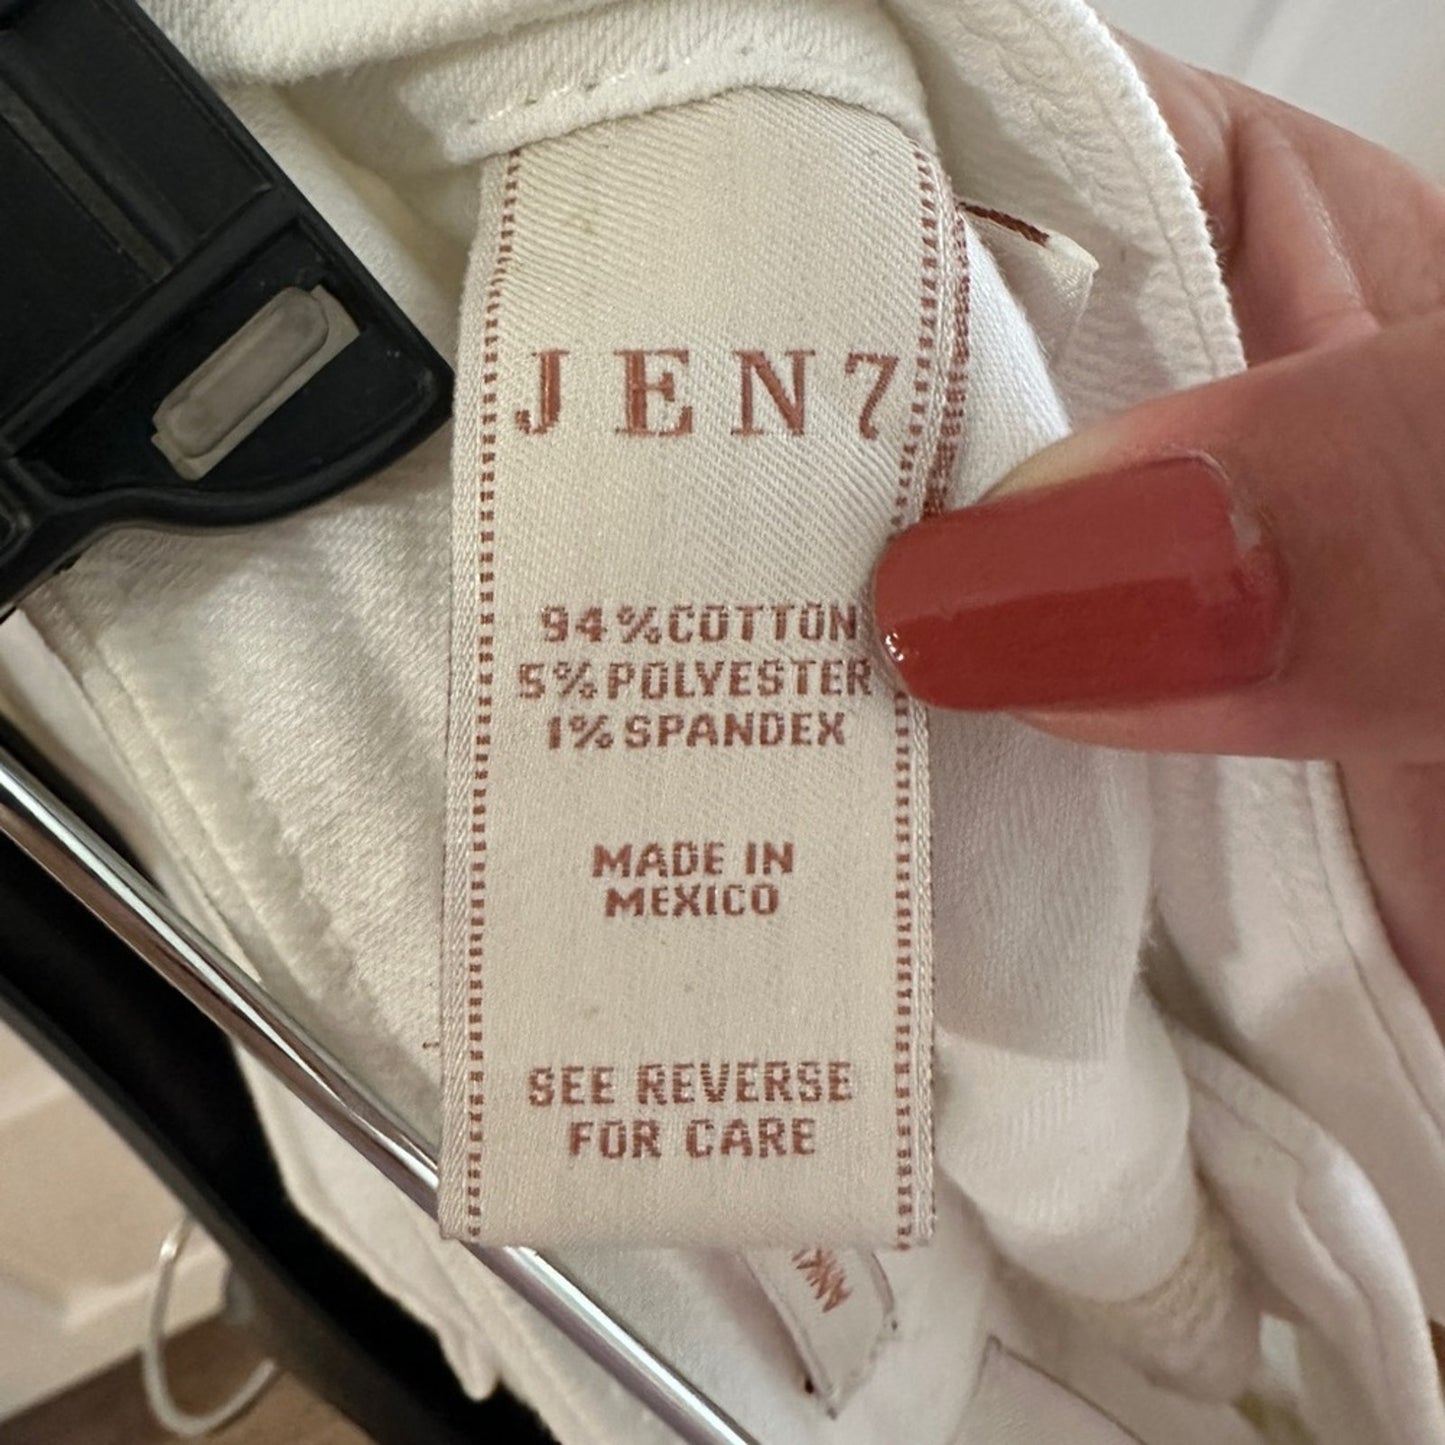 JEN7
94% COTTON
5% POLYESTER
1% SPANDEX
MADE IN
MEXICO
SEE REVERSE
FOR CARE